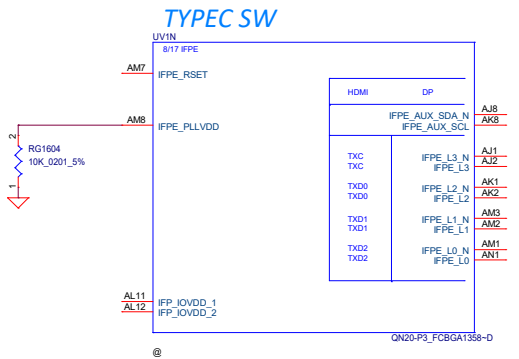 TYPEC SW
UV1N
8/17 IFPE
AM7 IFPE_RSET
HDMI DP
IFPE_AUX_SDA_N AJ8
IFPE_AUX_SCL AK8
AM8 IFPE_PLLVDD
2
RG1604
10K_0201_5%
1
TXC IFPE_L3_N AJ1
TXC IFPE_L3 AJ2
TXD0 IFPE_L2_N AK1
TXD0 IFPE_L2 AK2
TXD1 IFPE_L1_N AM3
TXD1 IFPE_L1 AM2
TXD2 IFPE_L0_N AM1
TXD2 IFPE_L0 AN1
AL11 IFP_IOVDD_1
AL12 IFP_IOVDD_2
QN20-P3_FCBGA1358~D
@